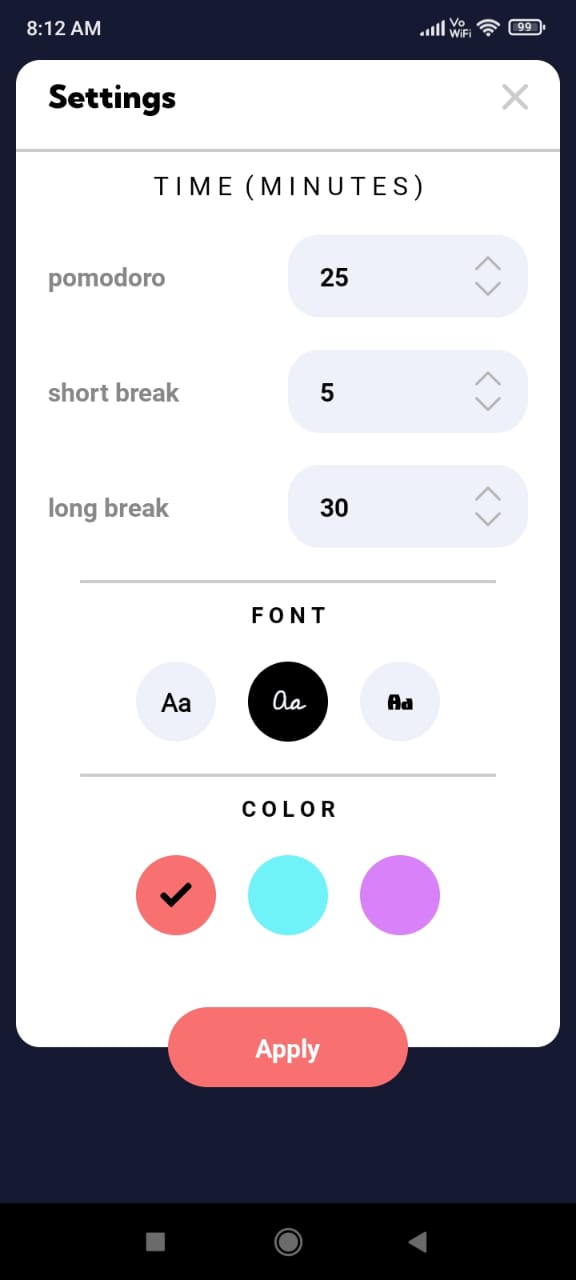 8:12 AM
Vo
WiFi
99
Settings
TIME (MINUTES)
pomodoro
25
short break
5
long break
30
FONT
Aa
Aa
Aa
COLOR
Apply